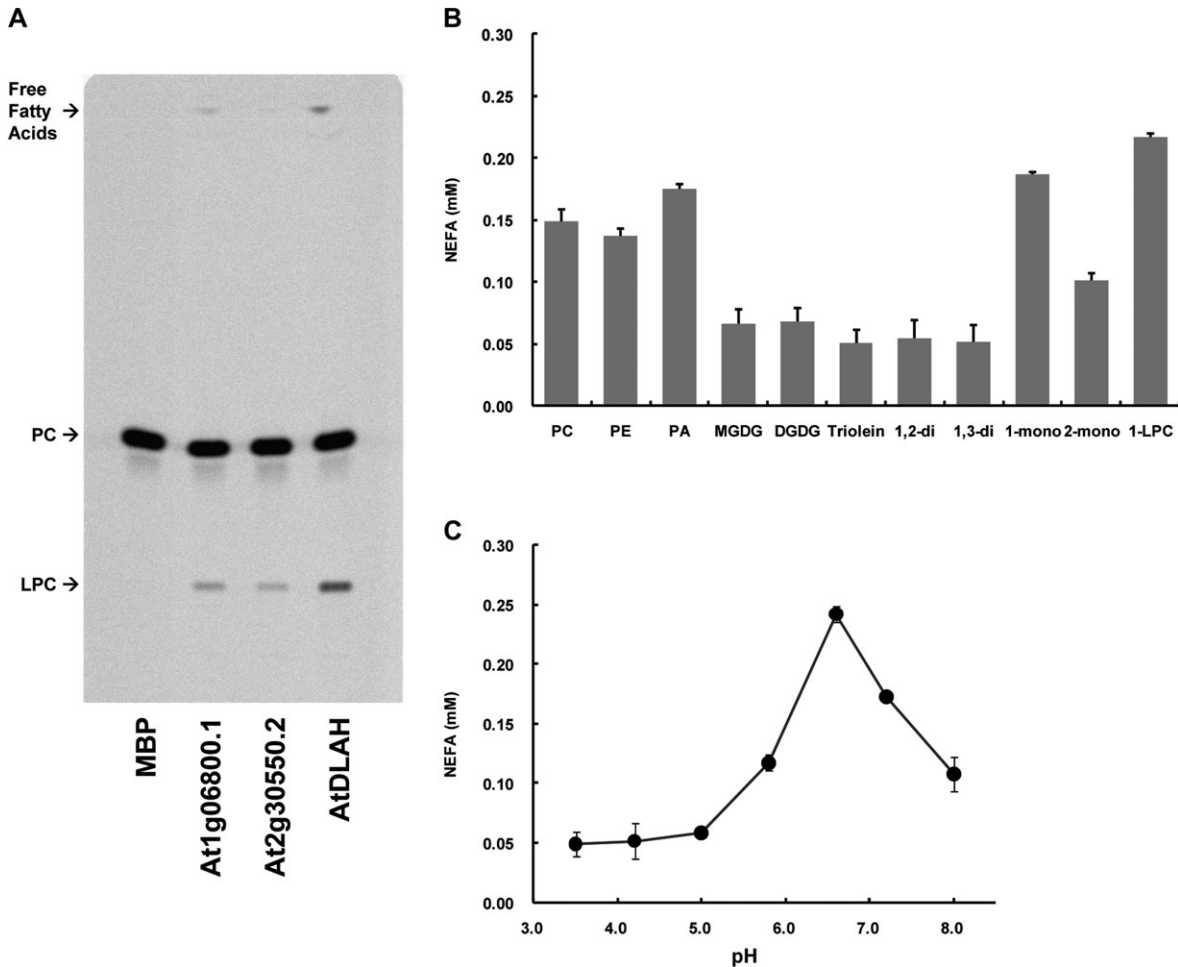 A
Free
Fatty →
Acids
PC →
LPC →
MBP
At1g06800.1
At2g30550.2
AtDLAH
B
NEFA (mM)
0.30
0.25
0.20
0.15
0.10
0.05
0.00
PC PE PA MGDG DGDG Triolein 1,2-di 1,3-di 1-mono 2-mono 1-LPC
C
NEFA (mM)
0.30
0.25
0.20
0.15
0.10
0.05
0.00
3.0 4.0 5.0 6.0 7.0 8.0
pH